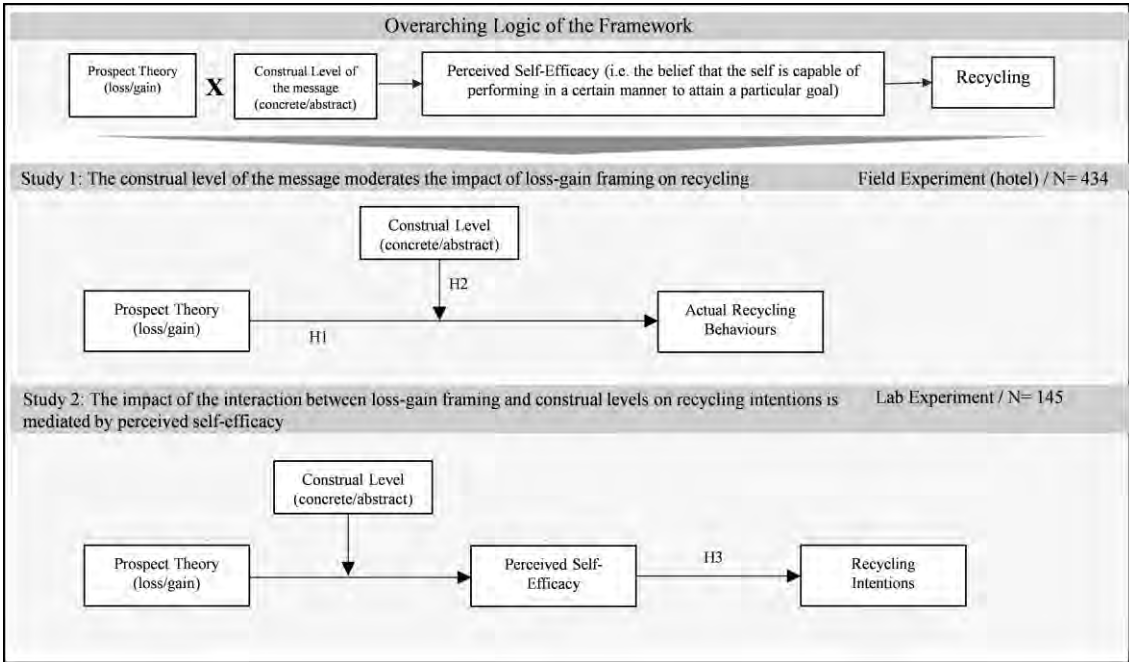 Overarching Logic of the Framework
Prospect Theory
(loss/gain)
X
Construal Level of
the message
(concrete/abstract)
Perceived Self-Efficacy (i.e. the belief that the self is capable of
performing in a certain manner to attain a particular goal)
Recycling
Study 1: The construal level of the message moderates the impact of loss-gain framing on recycling
Field Experiment (hotel) / N= 434
Construal Level
(concrete/abstract)
H2
Prospect Theory
(loss/gain)
H1
Actual Recycling
Behaviours
Study 2: The impact of the interaction between loss-gain framing and construal levels on recycling intentions is
mediated by perceived self-efficacy
Lab Experiment / N= 145
Construal Level
(concrete/abstract)
Prospect Theory
(loss/gain)
Perceived Self-
Efficacy
H3
Recycling
Intentions